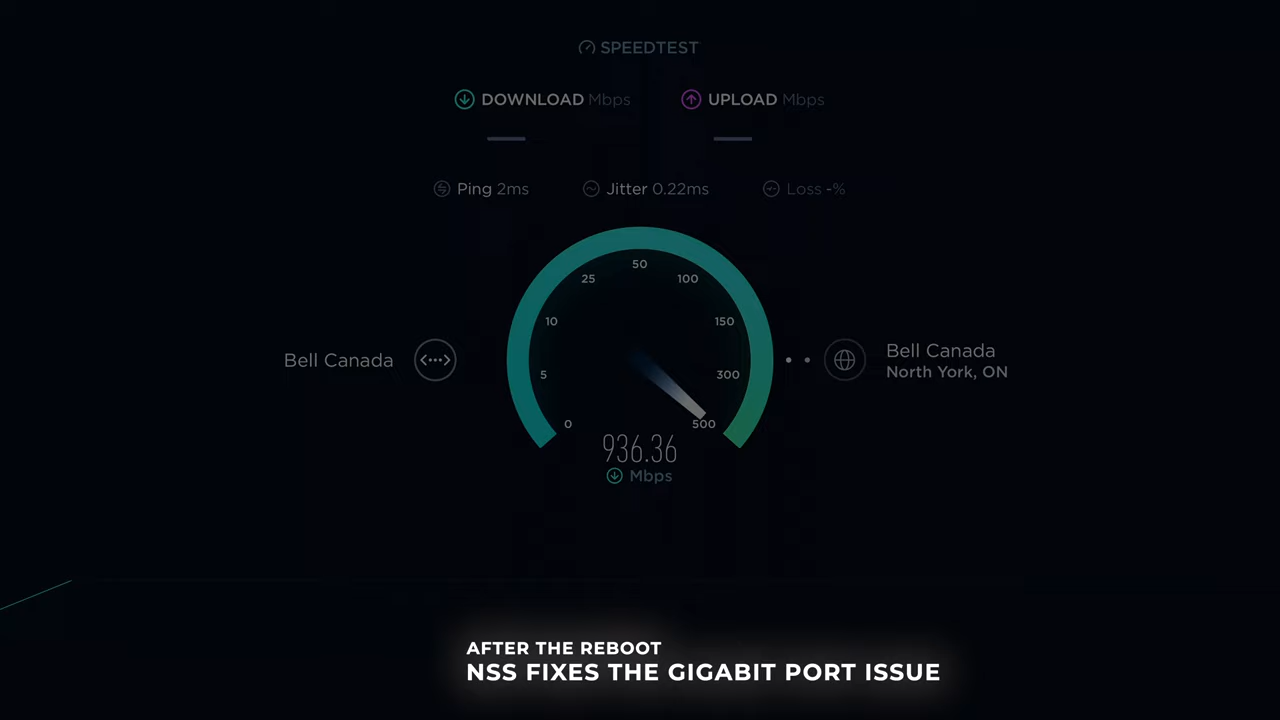 SPEEDTEST
DOWNLOAD Mbps
UPLOAD Mbps
Ping 2ms
Jitter 0.22ms
Loss -%
50
25
100
10
150
5
300
0
500
936.36
Mbps
Bell Canada
Bell Canada
North York, ON
AFTER THE REBOOT
NSS FIXES THE GIGABIT PORT ISSUE